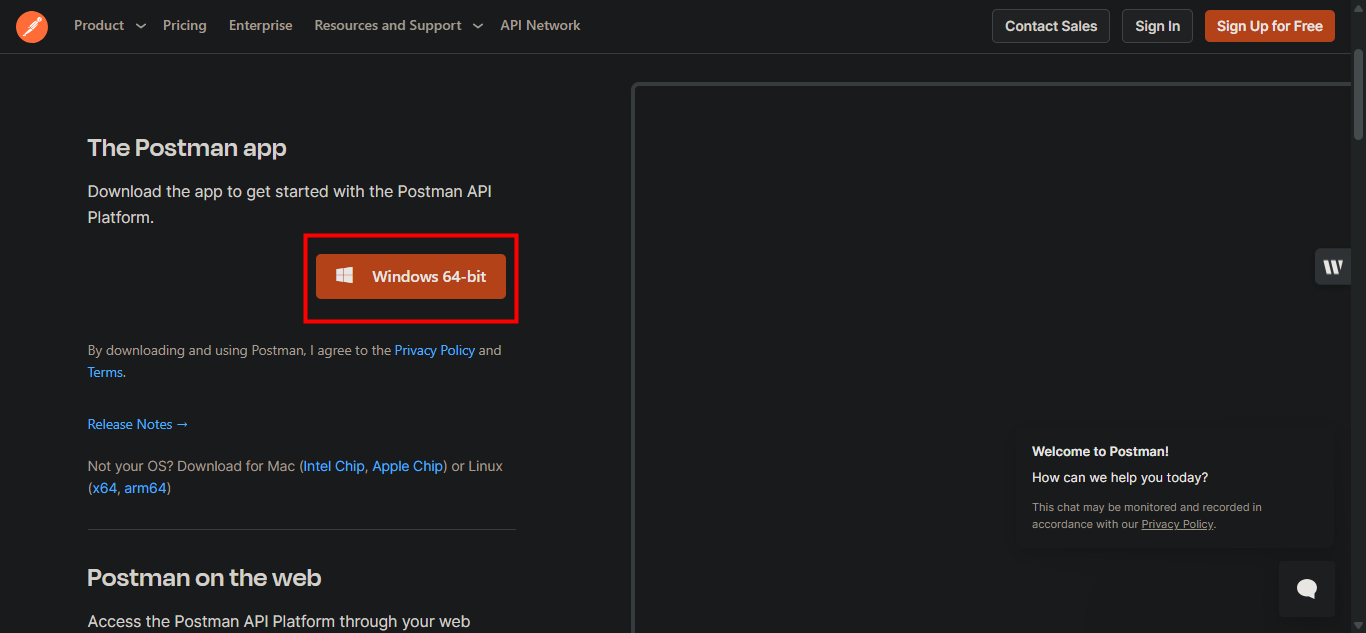 Product Pricing Enterprise Resources and Support API Network Contact Sales Sign In Sign Up for Free
The Postman app
Download the app to get started with the Postman API
Platform.
Windows 64-bit
By downloading and using Postman, I agree to the Privacy Policy and
Terms.
Release Notes →
Not your OS? Download for Mac (Intel Chip, Apple Chip) or Linux
(x64, arm64)
Postman on the web
Access the Postman API Platform through your web
W
Welcome to Postman!
How can we help you today?
This chat may be monitored and recorded in
accordance with our Privacy Policy.